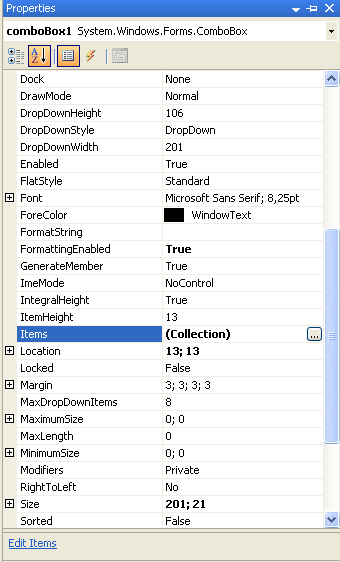 Properties
comboBox1 System.Windows.Forms.ComboBox
Dock None
DrawMode Normal
DropDownHeight 106
DropDownStyle DropDown
DropDownWidth 201
Enabled True
FlatStyle Standard
Font Microsoft Sans Serif; 8,25pt
ForeColor WindowText
FormatString
FormattingEnabled True
GenerateMember True
ImeMode NoControl
IntegralHeight True
ItemHeight 13
Items (Collection) ...
Location 13; 13
Locked False
Margin 3; 3; 3; 3
MaxDropDownItems 8
MaximumSize 0; 0
MaxLength 0
MinimumSize 0; 0
Modifiers Private
RightToLeft No
Size 201; 21
Sorted False
Edit Items